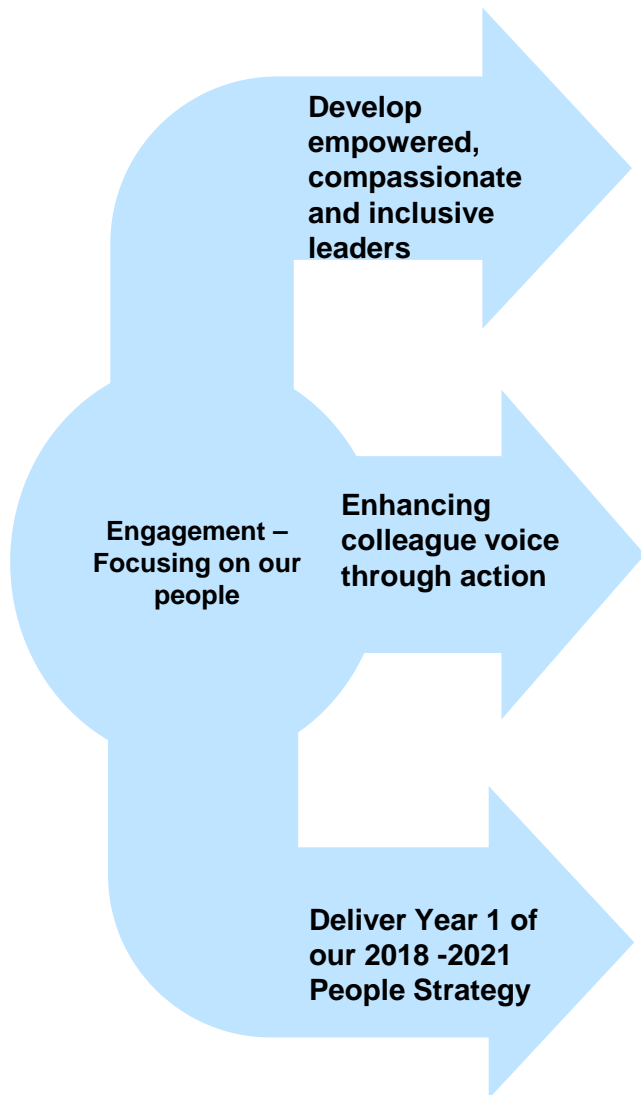 Develop
empowered,
compassionate
and inclusive
leaders
Engagement –
Focusing on our
people
Enhancing
colleague voice
through action
Deliver Year 1 of
our 2018 -2021
People Strategy